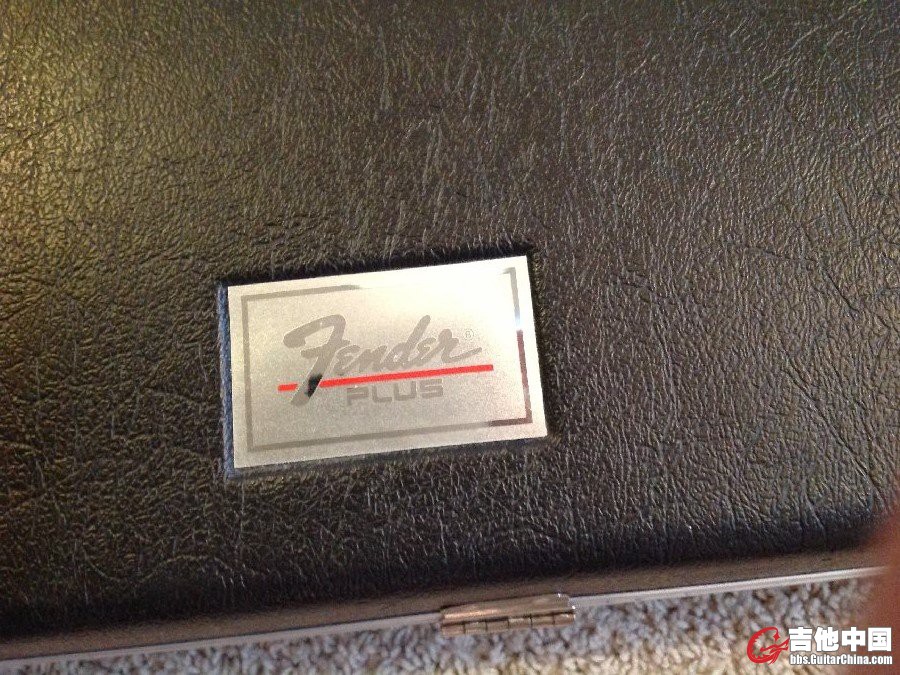 Fender®
PLUS
吉他中国
bbs.GuitarChina.com